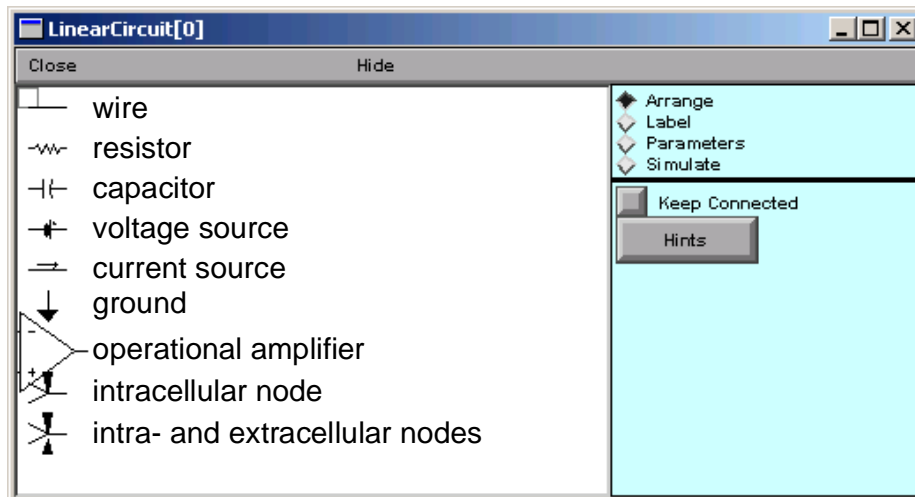 LinearCircuit[0]
Close Hide
wire
resistor
capacitor
voltage source
current source
ground
operational amplifier
intracellular node
intra- and extracellular nodes
Arrange
Label
Parameters
Simulate
Keep Connected
Hints